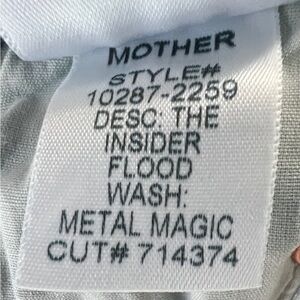 MOTHER
STYLE#
10287-2259
DESC: THE
INSIDER
FLOOD
WASH:
METAL MAGIC
CUT# 714374